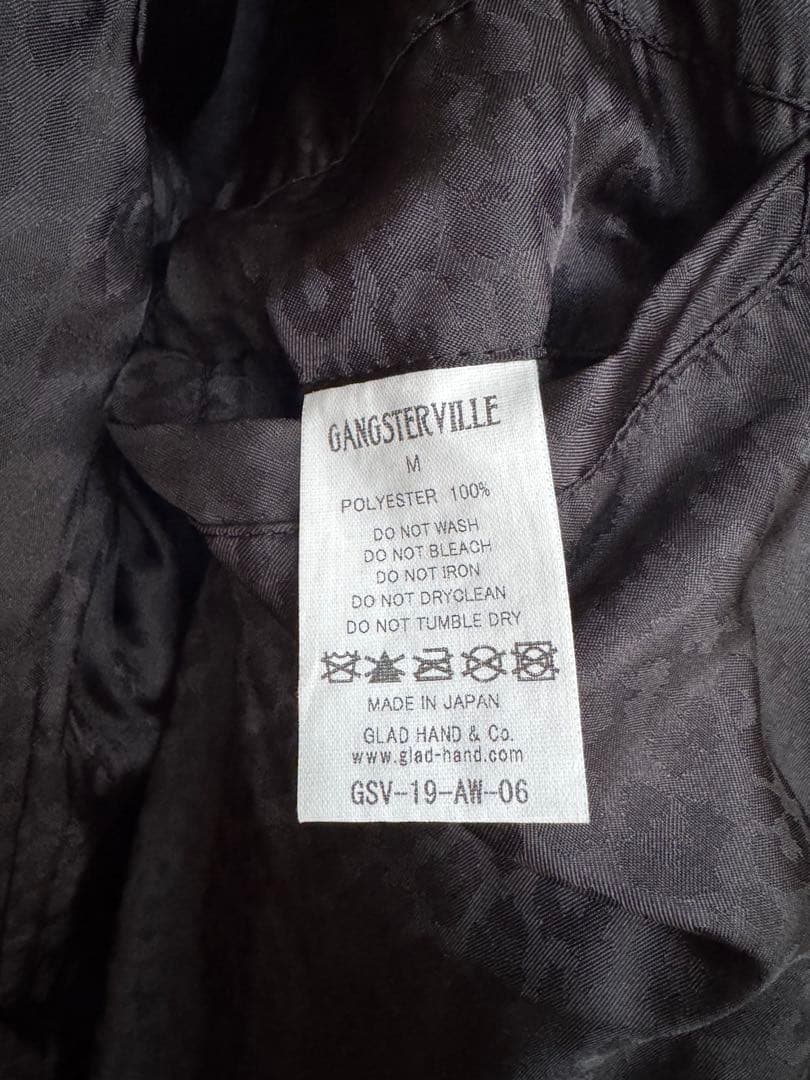 GANGSTERVILLE
M
POLYESTER 100%
DO NOT WASH
DO NOT BLEACH
DO NOT IRON
DO NOT DRYCLEAN
DO NOT TUMBLE DRY
MADE IN JAPAN
GLAD HAND & Co.
www.glad-hand.com
GSV-19-AW-06